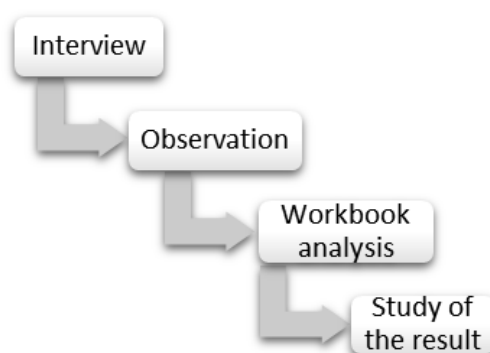 Interview
Observation
Workbook
analysis
Study of
the result